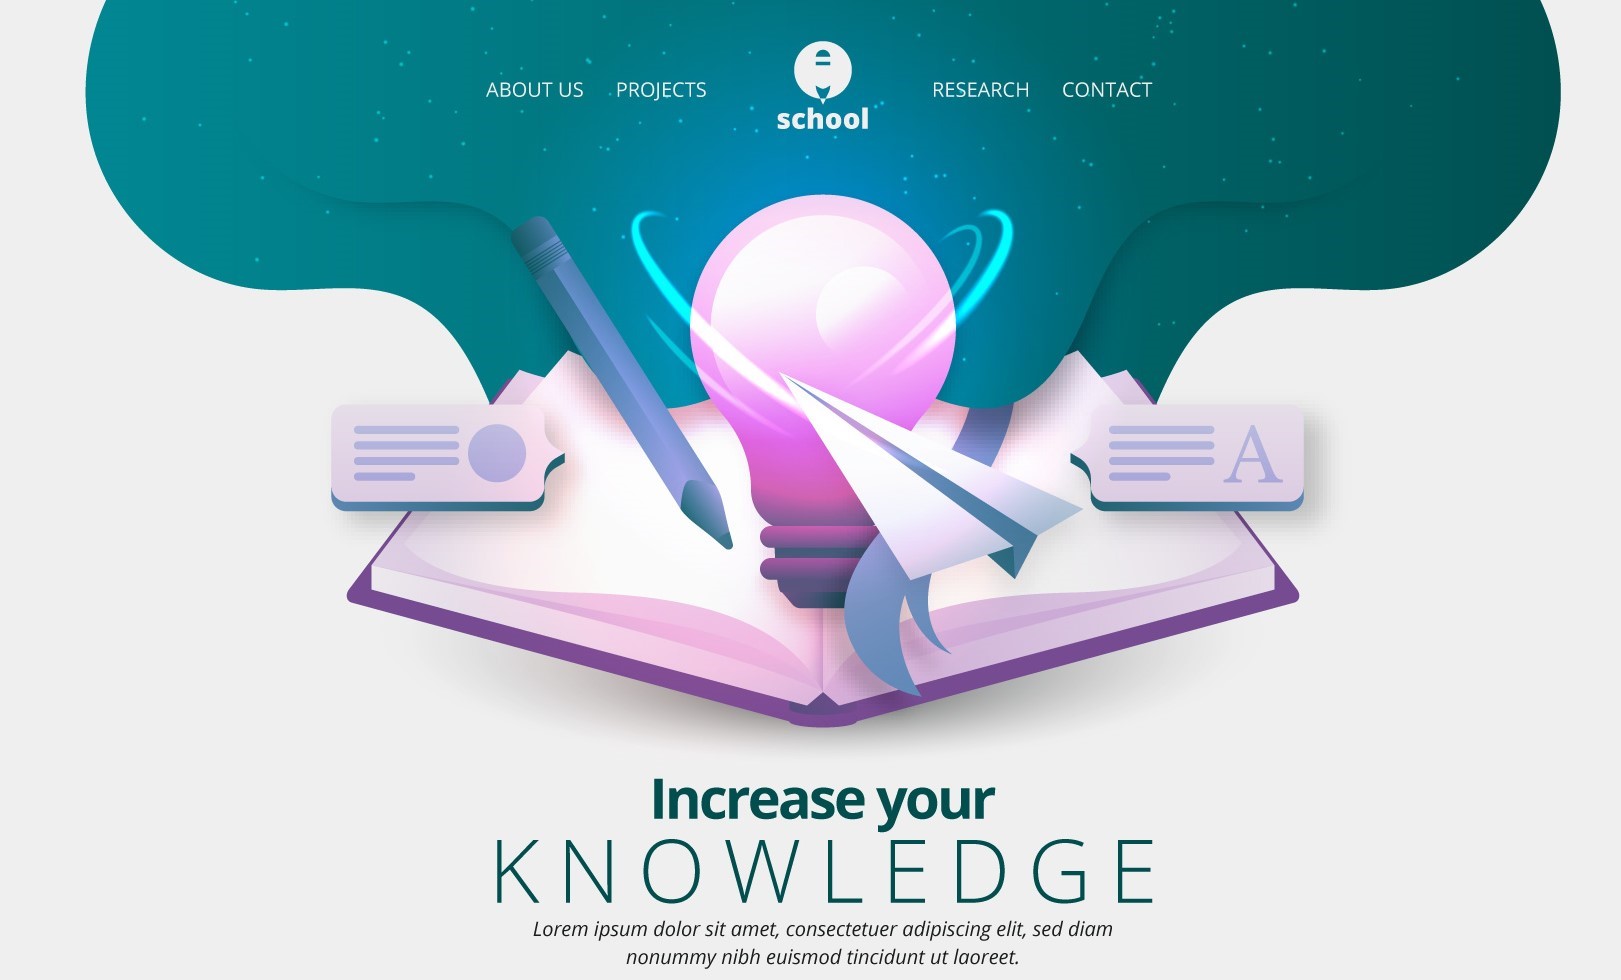 ABOUT US PROJECTS RESEARCH CONTACT
school
A
Increase your
KNOWLEDGE
Lorem ipsum dolor sit amet, consectetuer adipiscing elit, sed diam
nonummy nibh euismod tincidunt ut laoreet.